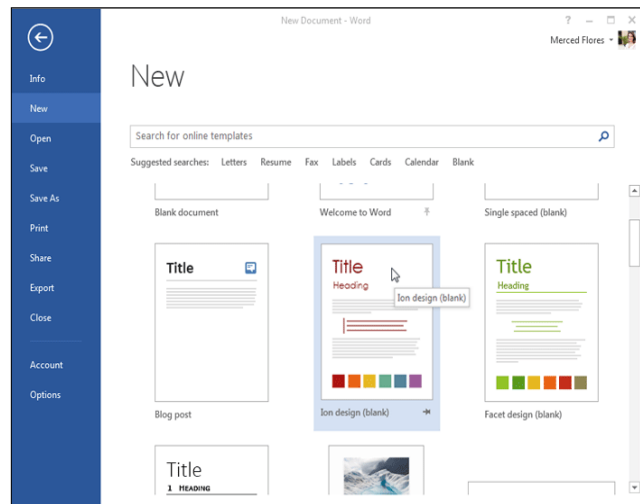 New Document - Word
Merced Flores
Info
New
Open
Save
Save As
Print
Share
Export
Close
Account
Options
New
Search for online templates
Suggested searches: Letters Resume Fax Labels Cards Calendar Blank
Blank document
Welcome to Word
Single spaced (blank)
Title
Blog post
Title
Heading
Ion design (blank)
Ion design (blank)
Title
Heading
Facet design (blank)
Title
1 HEADING